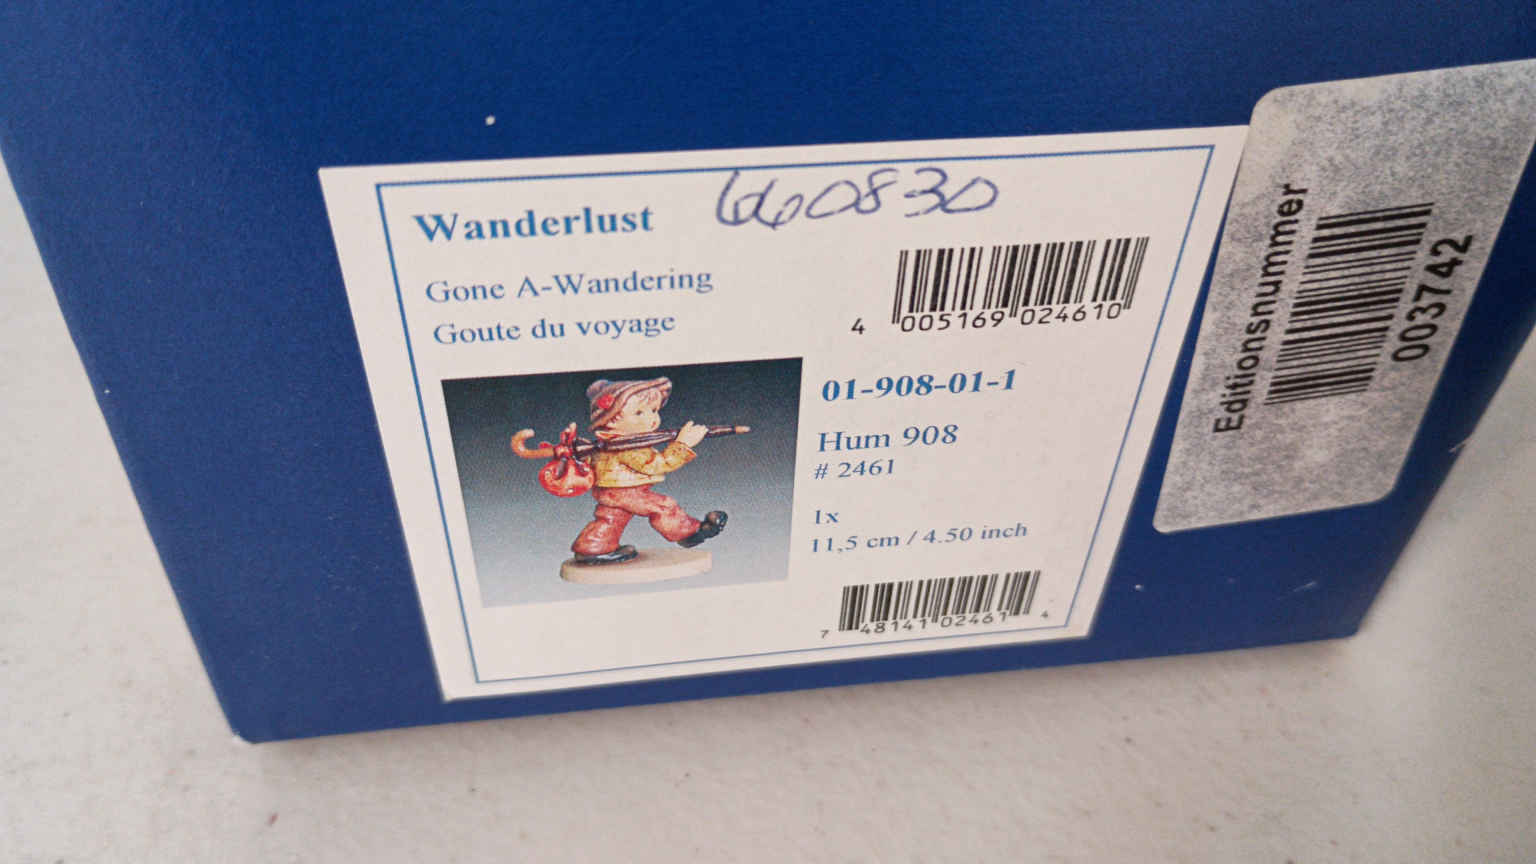 Wanderlust
660830
Gone A-Wandering
Goute du voyage
4 005169 024610
01-908-01-1
Hum 908
# 2461
1x
11,5 cm / 4.50 inch
7 48141 02461 4
Editionsnummer
003742